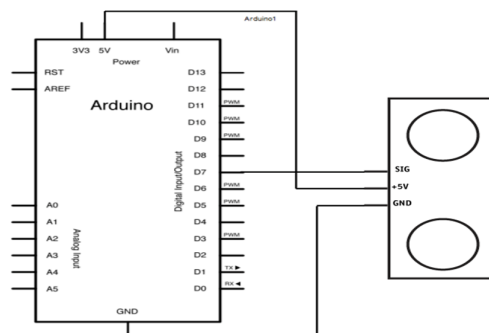 Arduino1
3V3 5V Vin
Power
RST D13
AREF D12
Arduino
D11 PWM
D10 PWM
D9 PWM
D8
D7
D6 PWM
A0 D5 PWM
A1 D4
A2 D3 PWM
A3 D2
A4 D1 TX ►
A5 D0 RX ◄
Analog Input
Digital Input/Output
GND
SIG
+5V
GND